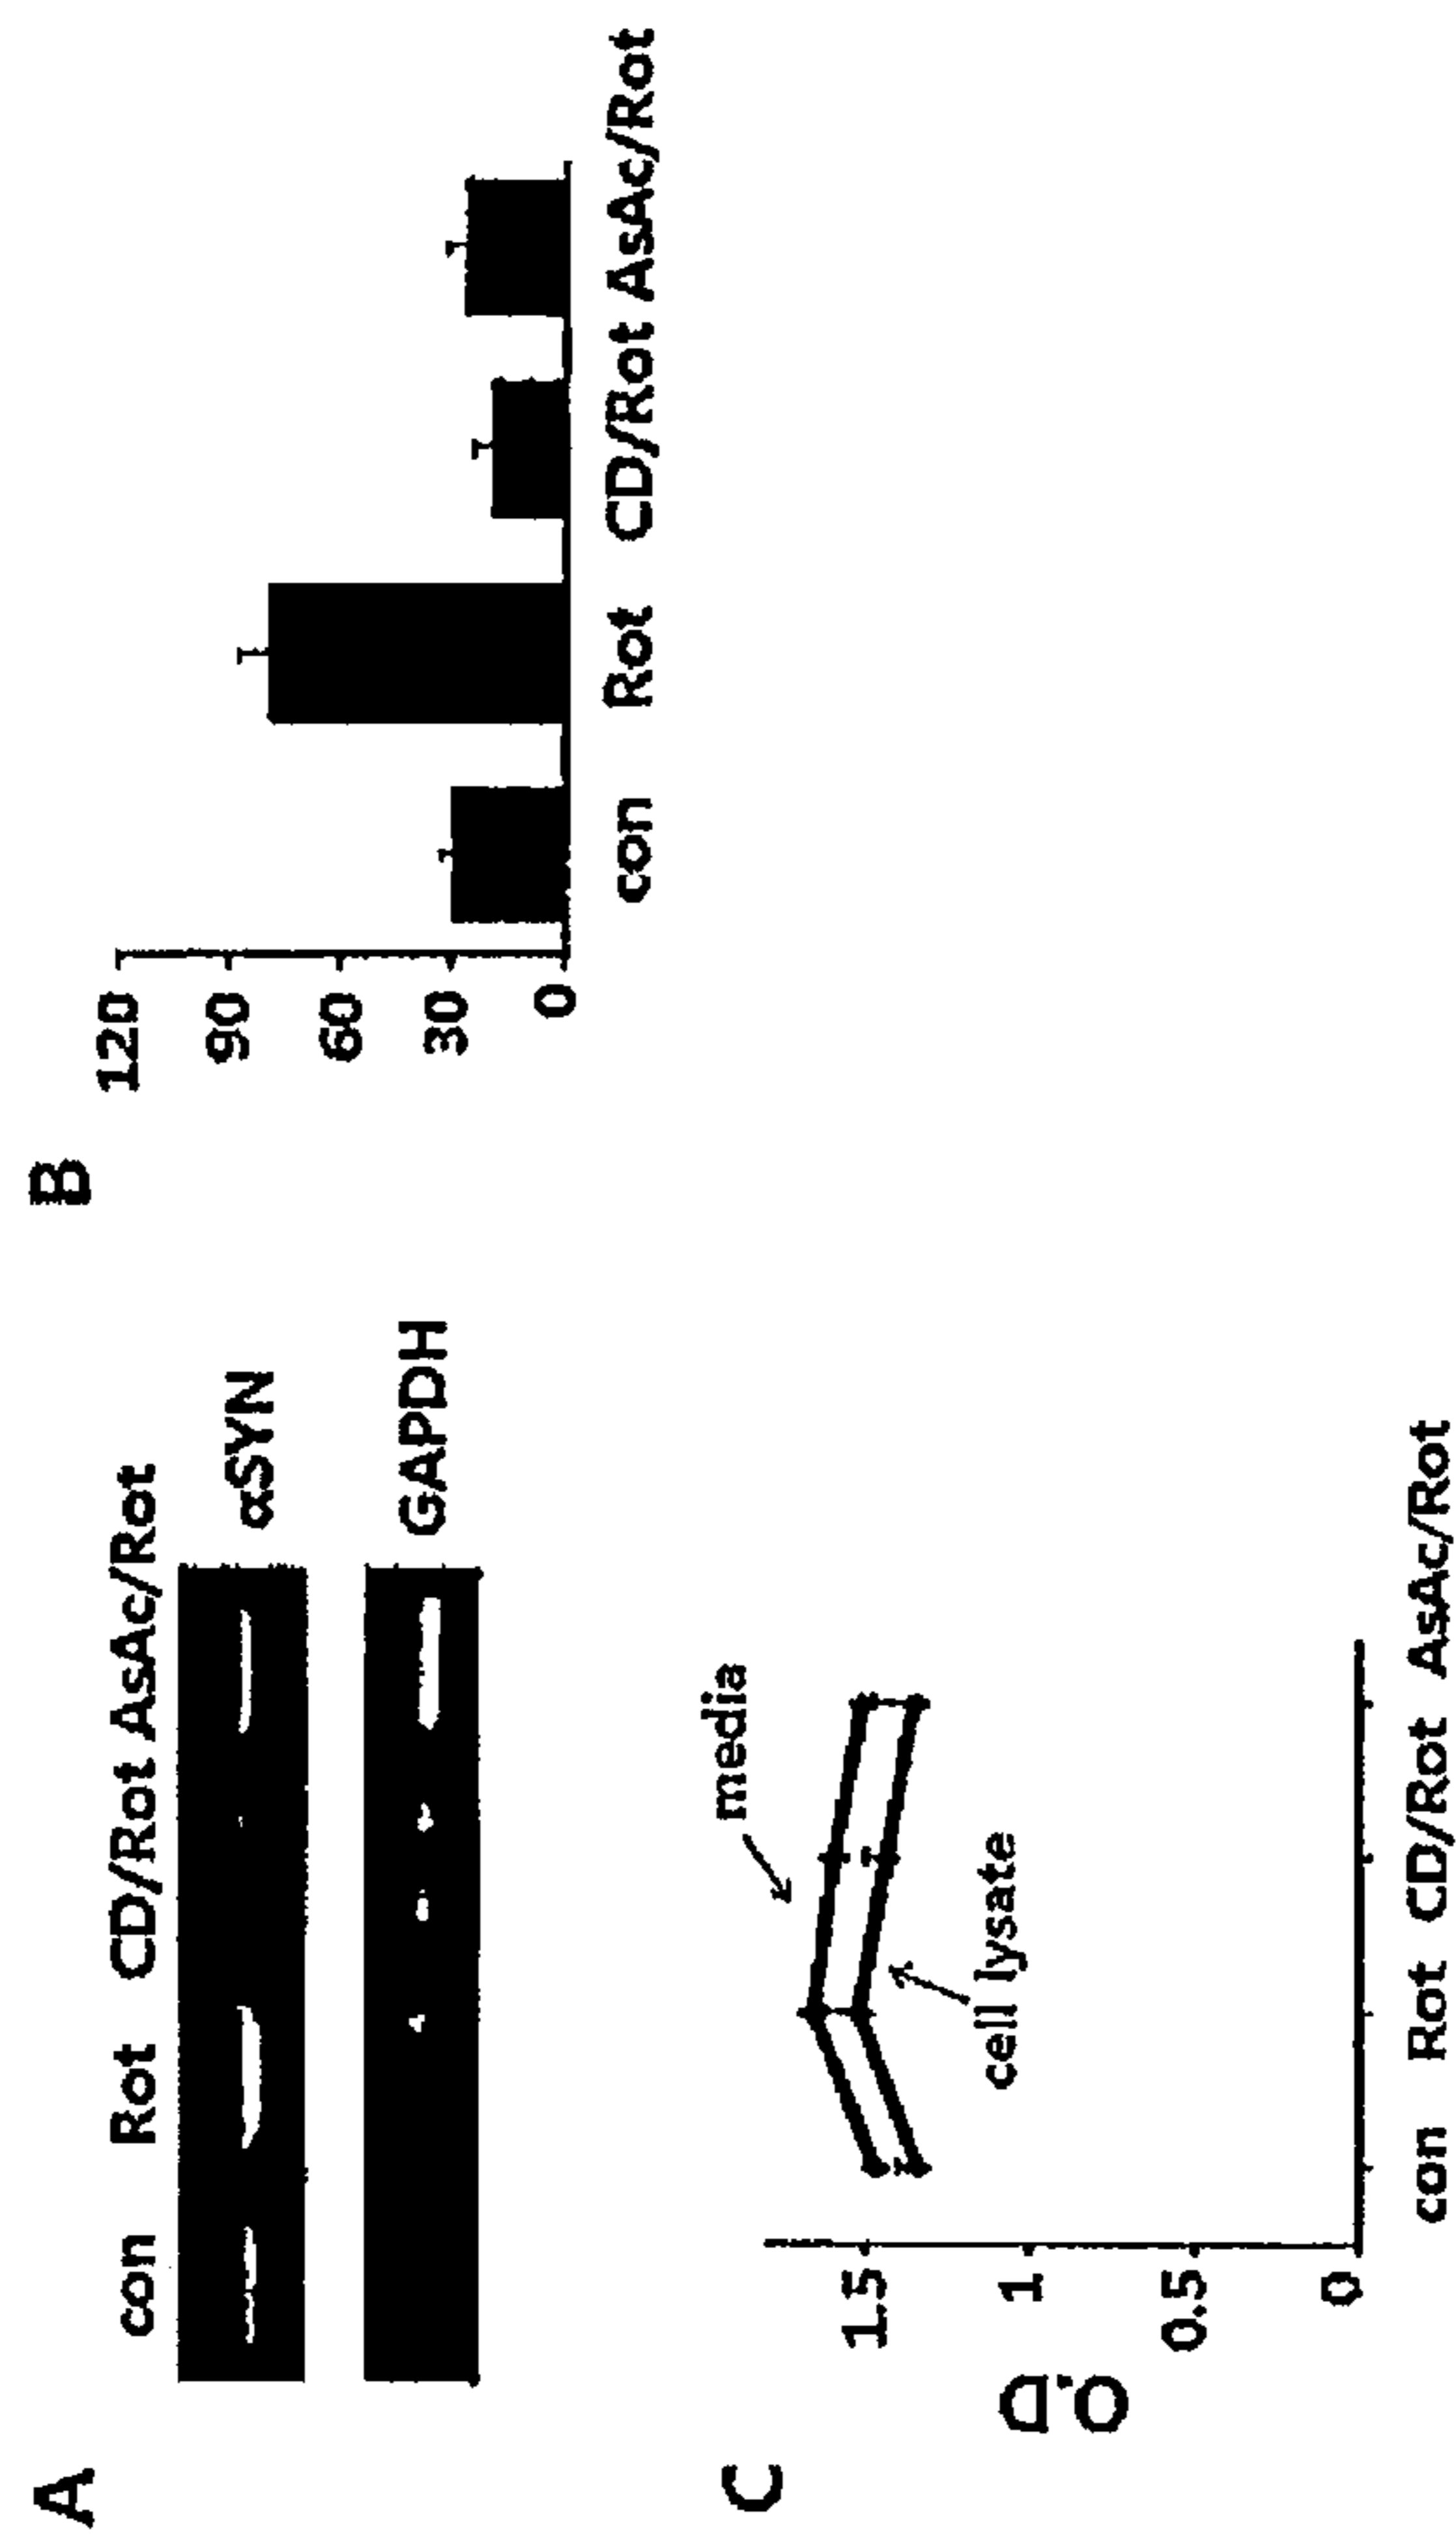 A
con Rot CD/Rot AsAc/Rot
αSYN
GAPDH
B
120
90
60
30
0
con Rot CD/Rot AsAc/Rot
C
O.D
1.5
1
0.5
0
media
cell lysate
con Rot CD/Rot AsAc/Rot